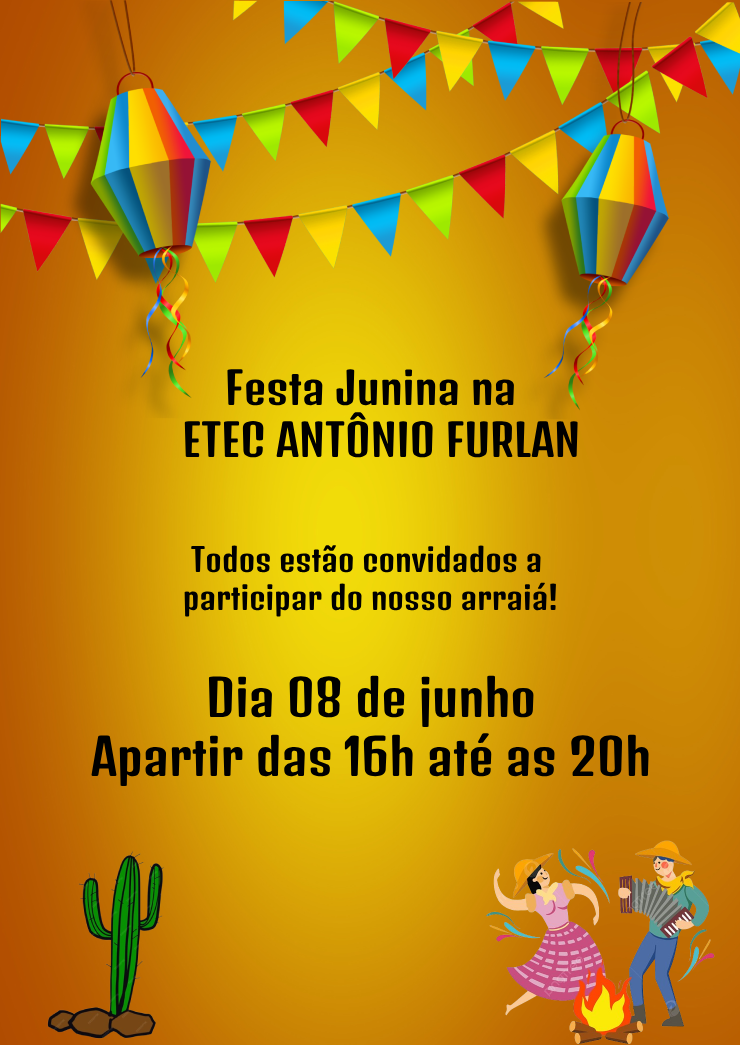 Festa Junina na
ETEC ANTÔNIO FURLAN
Todos estão convidados a
participar do nosso arraiá!
Dia 08 de junho
Apartir das 16h até as 20h